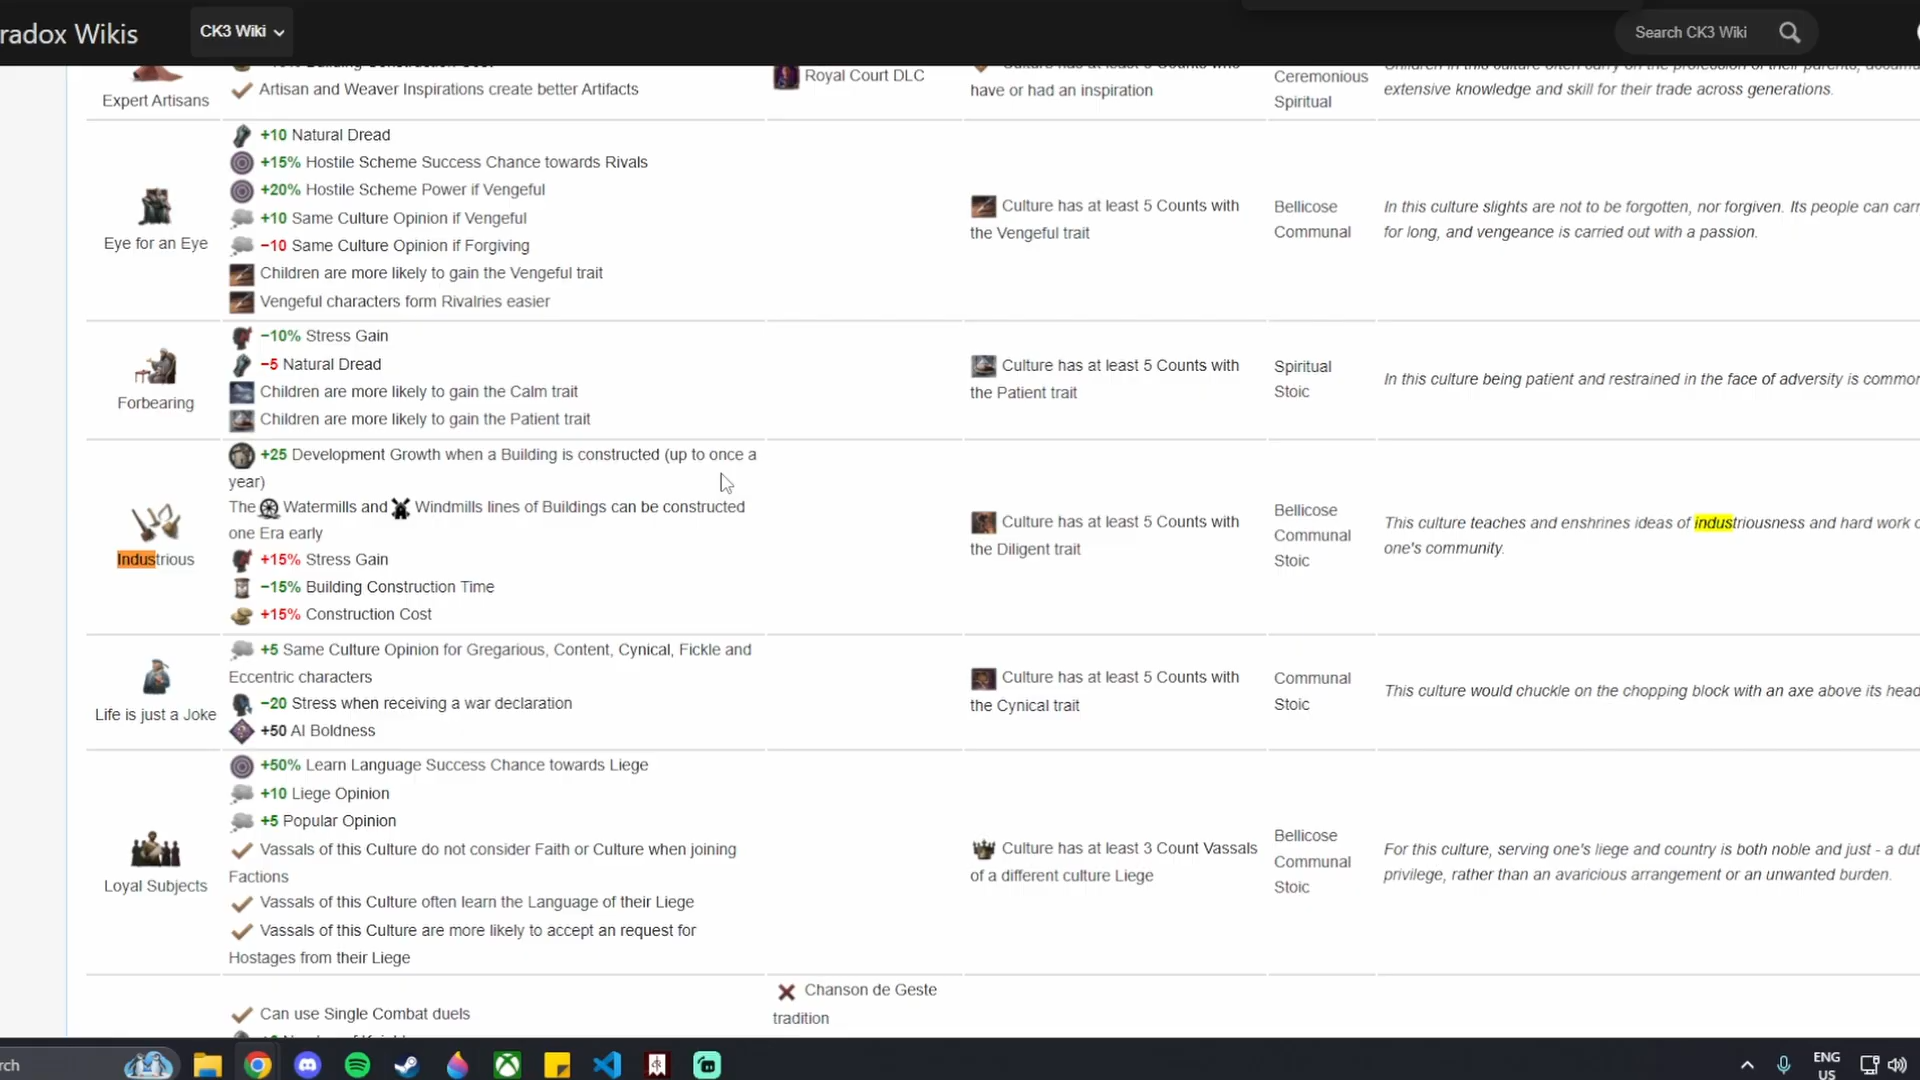 radox Wikis
CK3 Wiki
Search CK3 Wiki
Expert Artisans
Artisan and Weaver Inspirations create better Artifacts
Royal Court DLC
have or had an inspiration
Ceremonious
Spiritual
extensive knowledge and skill for their trade across generations.
Eye for an Eye
+10 Natural Dread
+15% Hostile Scheme Success Chance towards Rivals
+20% Hostile Scheme Power if Vengeful
+10 Same Culture Opinion if Vengeful
−10 Same Culture Opinion if Forgiving
Children are more likely to gain the Vengeful trait
Vengeful characters form Rivalries easier
Culture has at least 5 Counts with
the Vengeful trait
Bellicose
Communal
In this culture slights are not to be forgotten, nor forgiven. Its people can carr
for long, and vengeance is carried out with a passion.
Forbearing
−10% Stress Gain
−5 Natural Dread
Children are more likely to gain the Calm trait
Children are more likely to gain the Patient trait
Culture has at least 5 Counts with
the Patient trait
Spiritual
Stoic
In this culture being patient and restrained in the face of adversity is common
Industrious
+25 Development Growth when a Building is constructed (up to once a
year)
The Watermills and Windmills lines of Buildings can be constructed
one Era early
+15% Stress Gain
−15% Building Construction Time
+15% Construction Cost
Culture has at least 5 Counts with
the Diligent trait
Bellicose
Communal
Stoic
This culture teaches and enshrines ideas of industriousness and hard work o
one's community.
Life is just a Joke
+5 Same Culture Opinion for Gregarious, Content, Cynical, Fickle and
Eccentric characters
−20 Stress when receiving a war declaration
+50 AI Boldness
Culture has at least 5 Counts with
the Cynical trait
Communal
Stoic
This culture would chuckle on the chopping block with an axe above its head
Loyal Subjects
+50% Learn Language Success Chance towards Liege
+10 Liege Opinion
+5 Popular Opinion
Vassals of this Culture do not consider Faith or Culture when joining
Factions
Vassals of this Culture often learn the Language of their Liege
Vassals of this Culture are more likely to accept an request for
Hostages from their Liege
Culture has at least 3 Count Vassals
of a different culture Liege
Bellicose
Communal
Stoic
For this culture, serving one's liege and country is both noble and just - a dut
privilege, rather than an avaricious arrangement or an unwanted burden.
Can use Single Combat duels
Chanson de Geste
tradition
rch
ENG
US